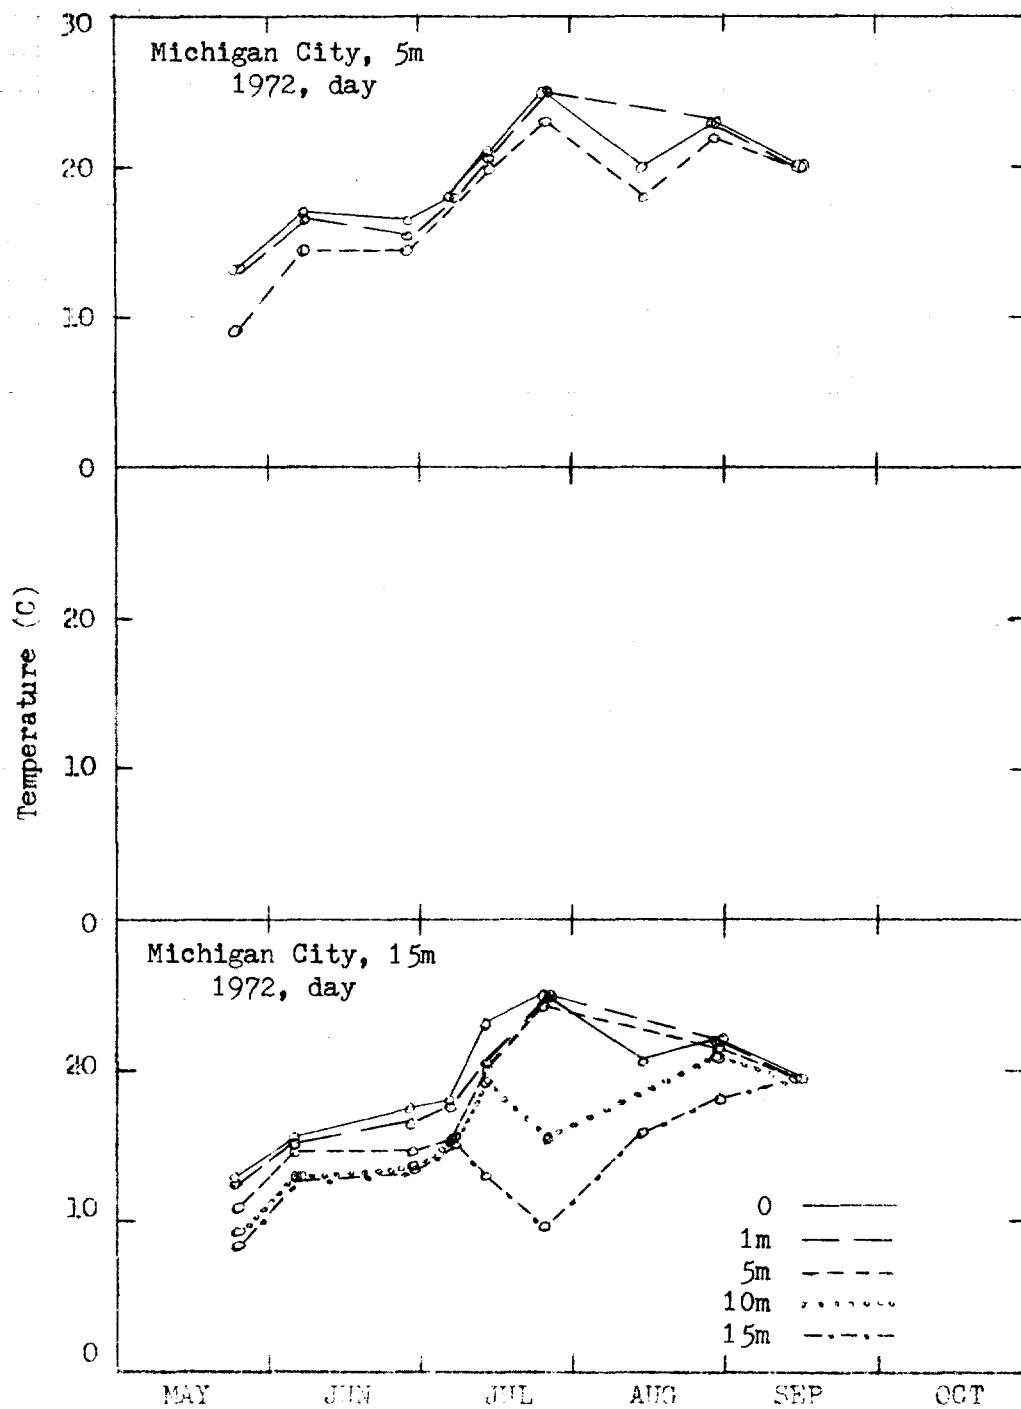 30
Michigan City, 5m
1972, day
20
10
0
Temperature (C)
20
10
0
Michigan City, 15m
1972, day
20
10
0
0
1m
5m
10m
15m
MAY JUN JUL AUG SEP OCT